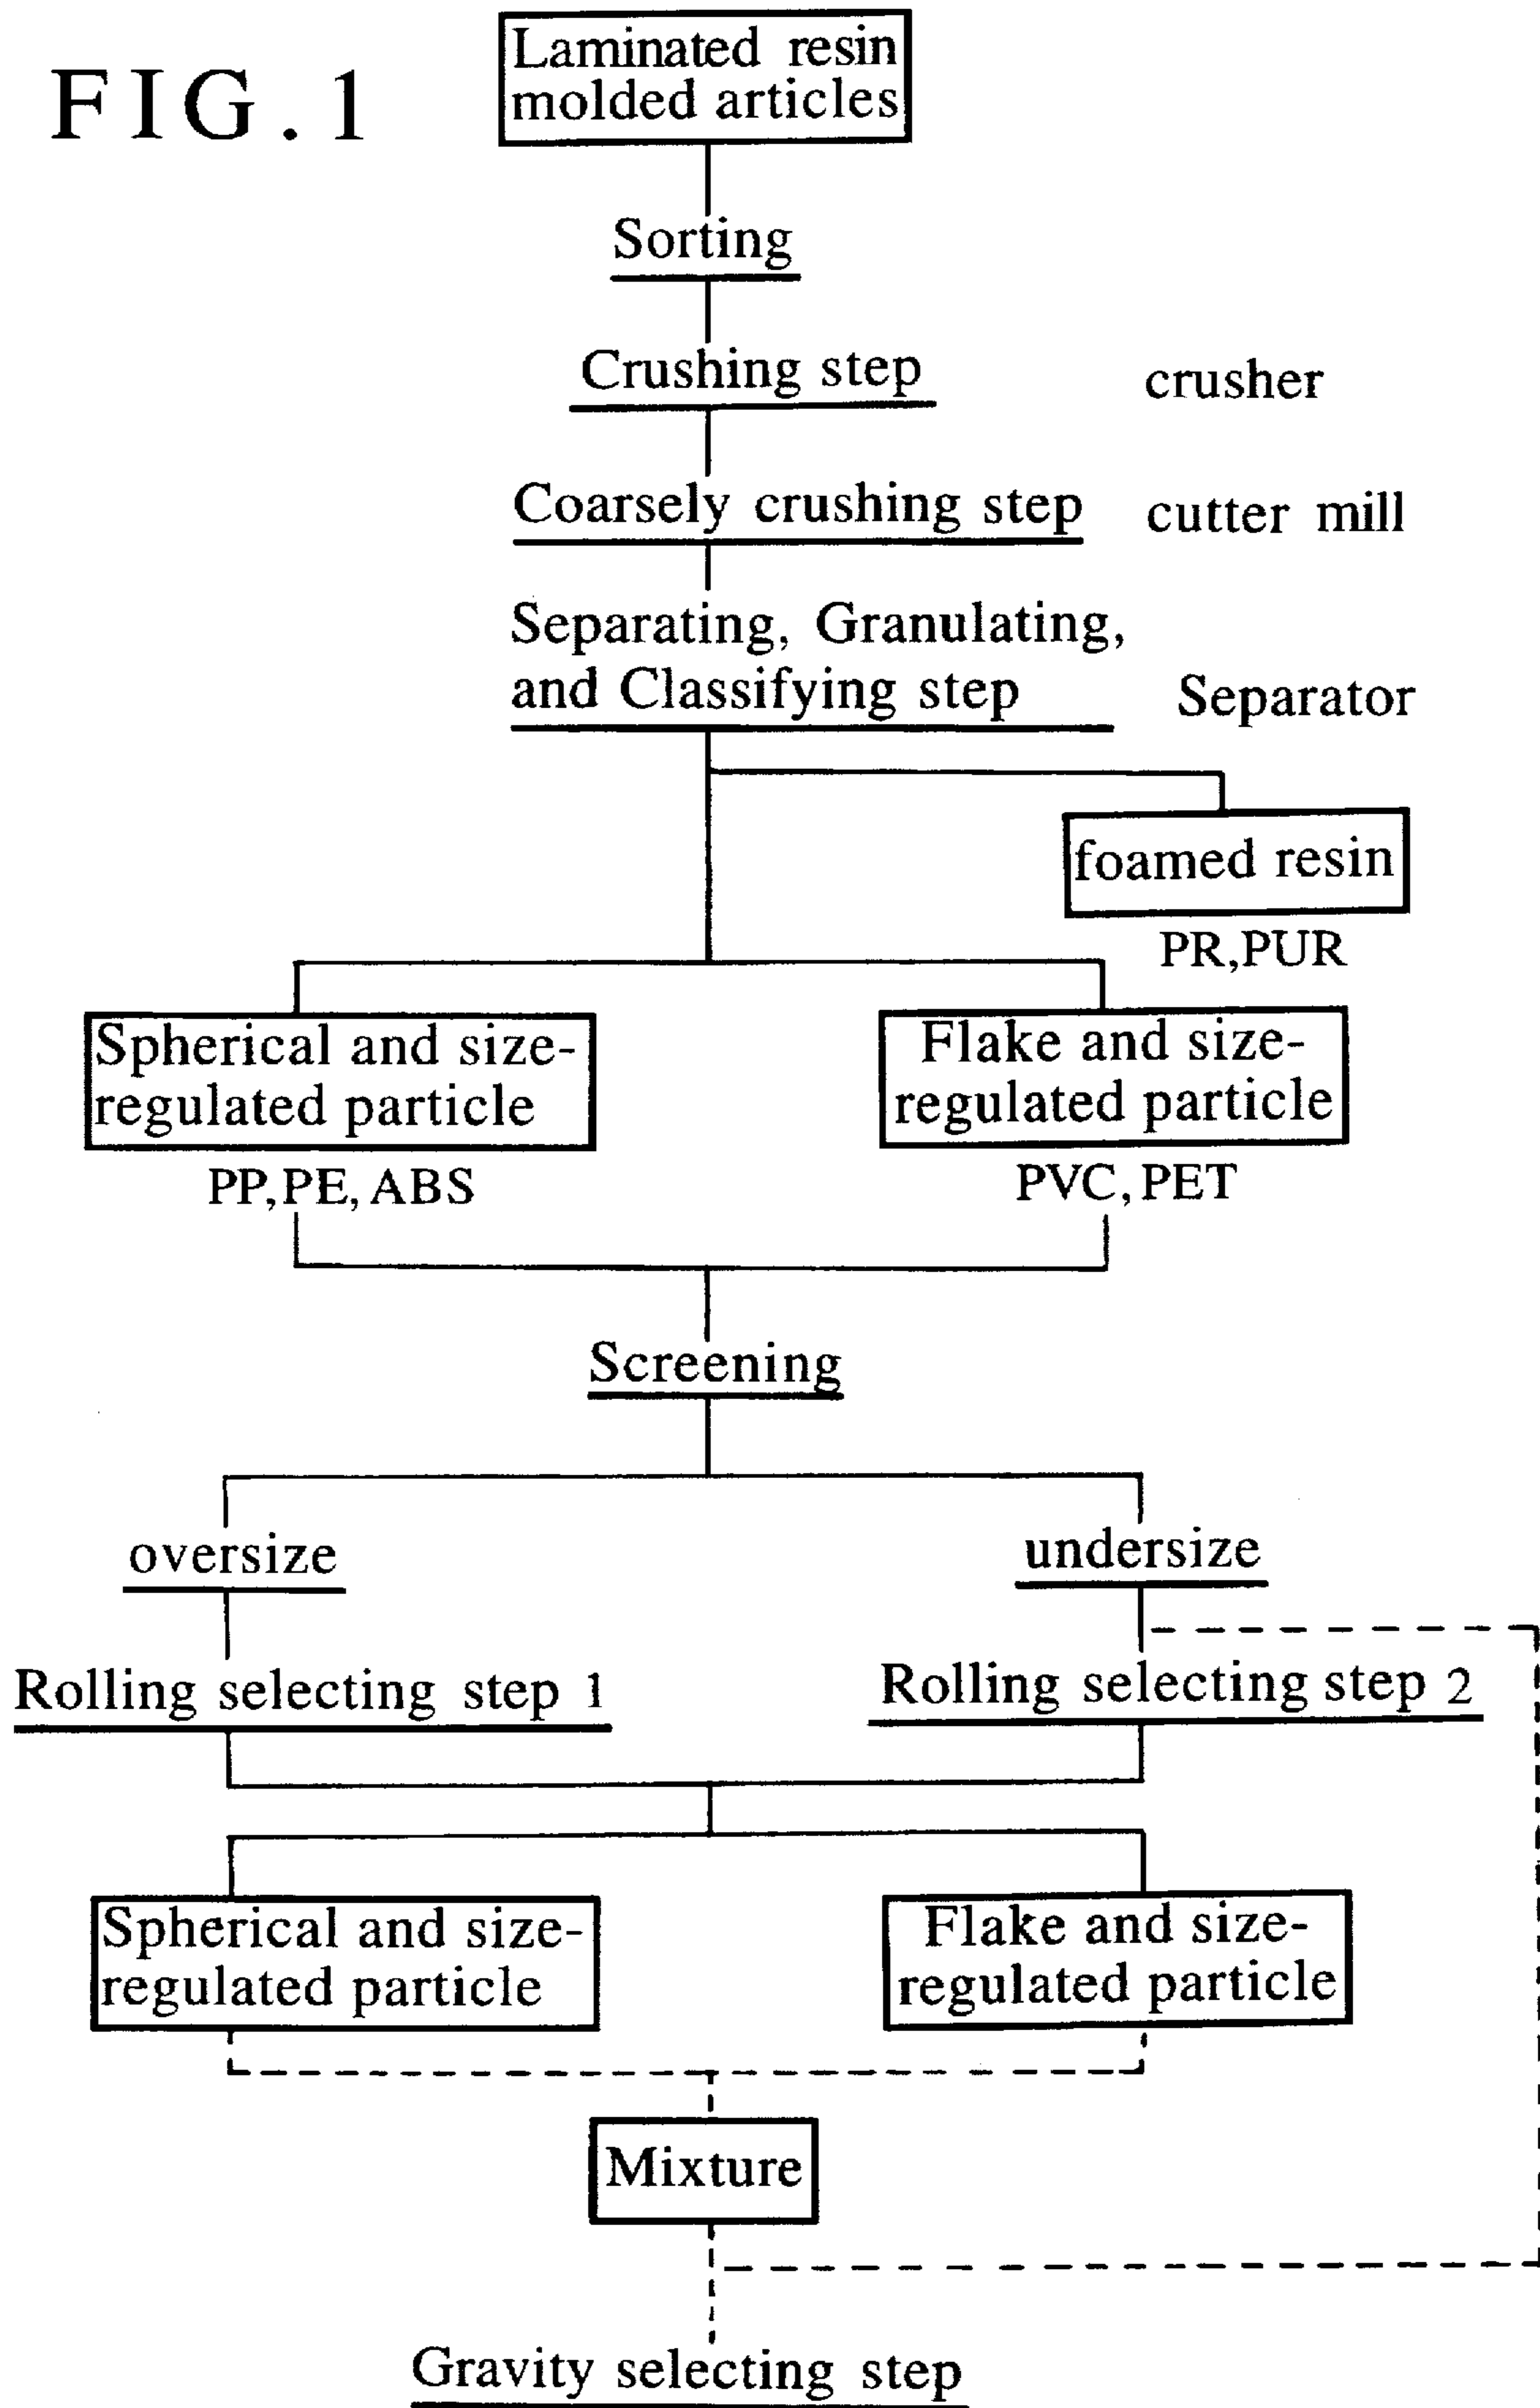 FIG. 1
Laminated resin
molded articles
Sorting
Crushing step
crusher
Coarsely crushing step
cutter mill
Separating, Granulating,
and Classifying step
Separator
foamed resin
PR,PUR
Spherical and size-
regulated particle
PP,PE,ABS
Flake and size-
regulated particle
PVC,PET
Screening
oversize
undersize
Rolling selecting step 1
Rolling selecting step 2
Spherical and size-
regulated particle
Flake and size-
regulated particle
Mixture
Gravity selecting step